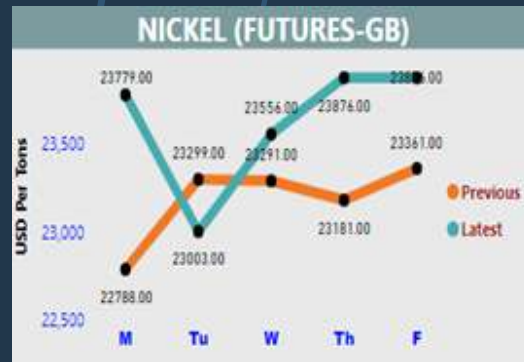 NICKEL (FUTURES-GB)
23779.00
23556.00
23876.00
23,500
23299.00
23291.00
23361.00
USD Per Tons
Previous
23,000
Latest
23003.00
23181.00
22788.00
22,500
M Tu W Th F